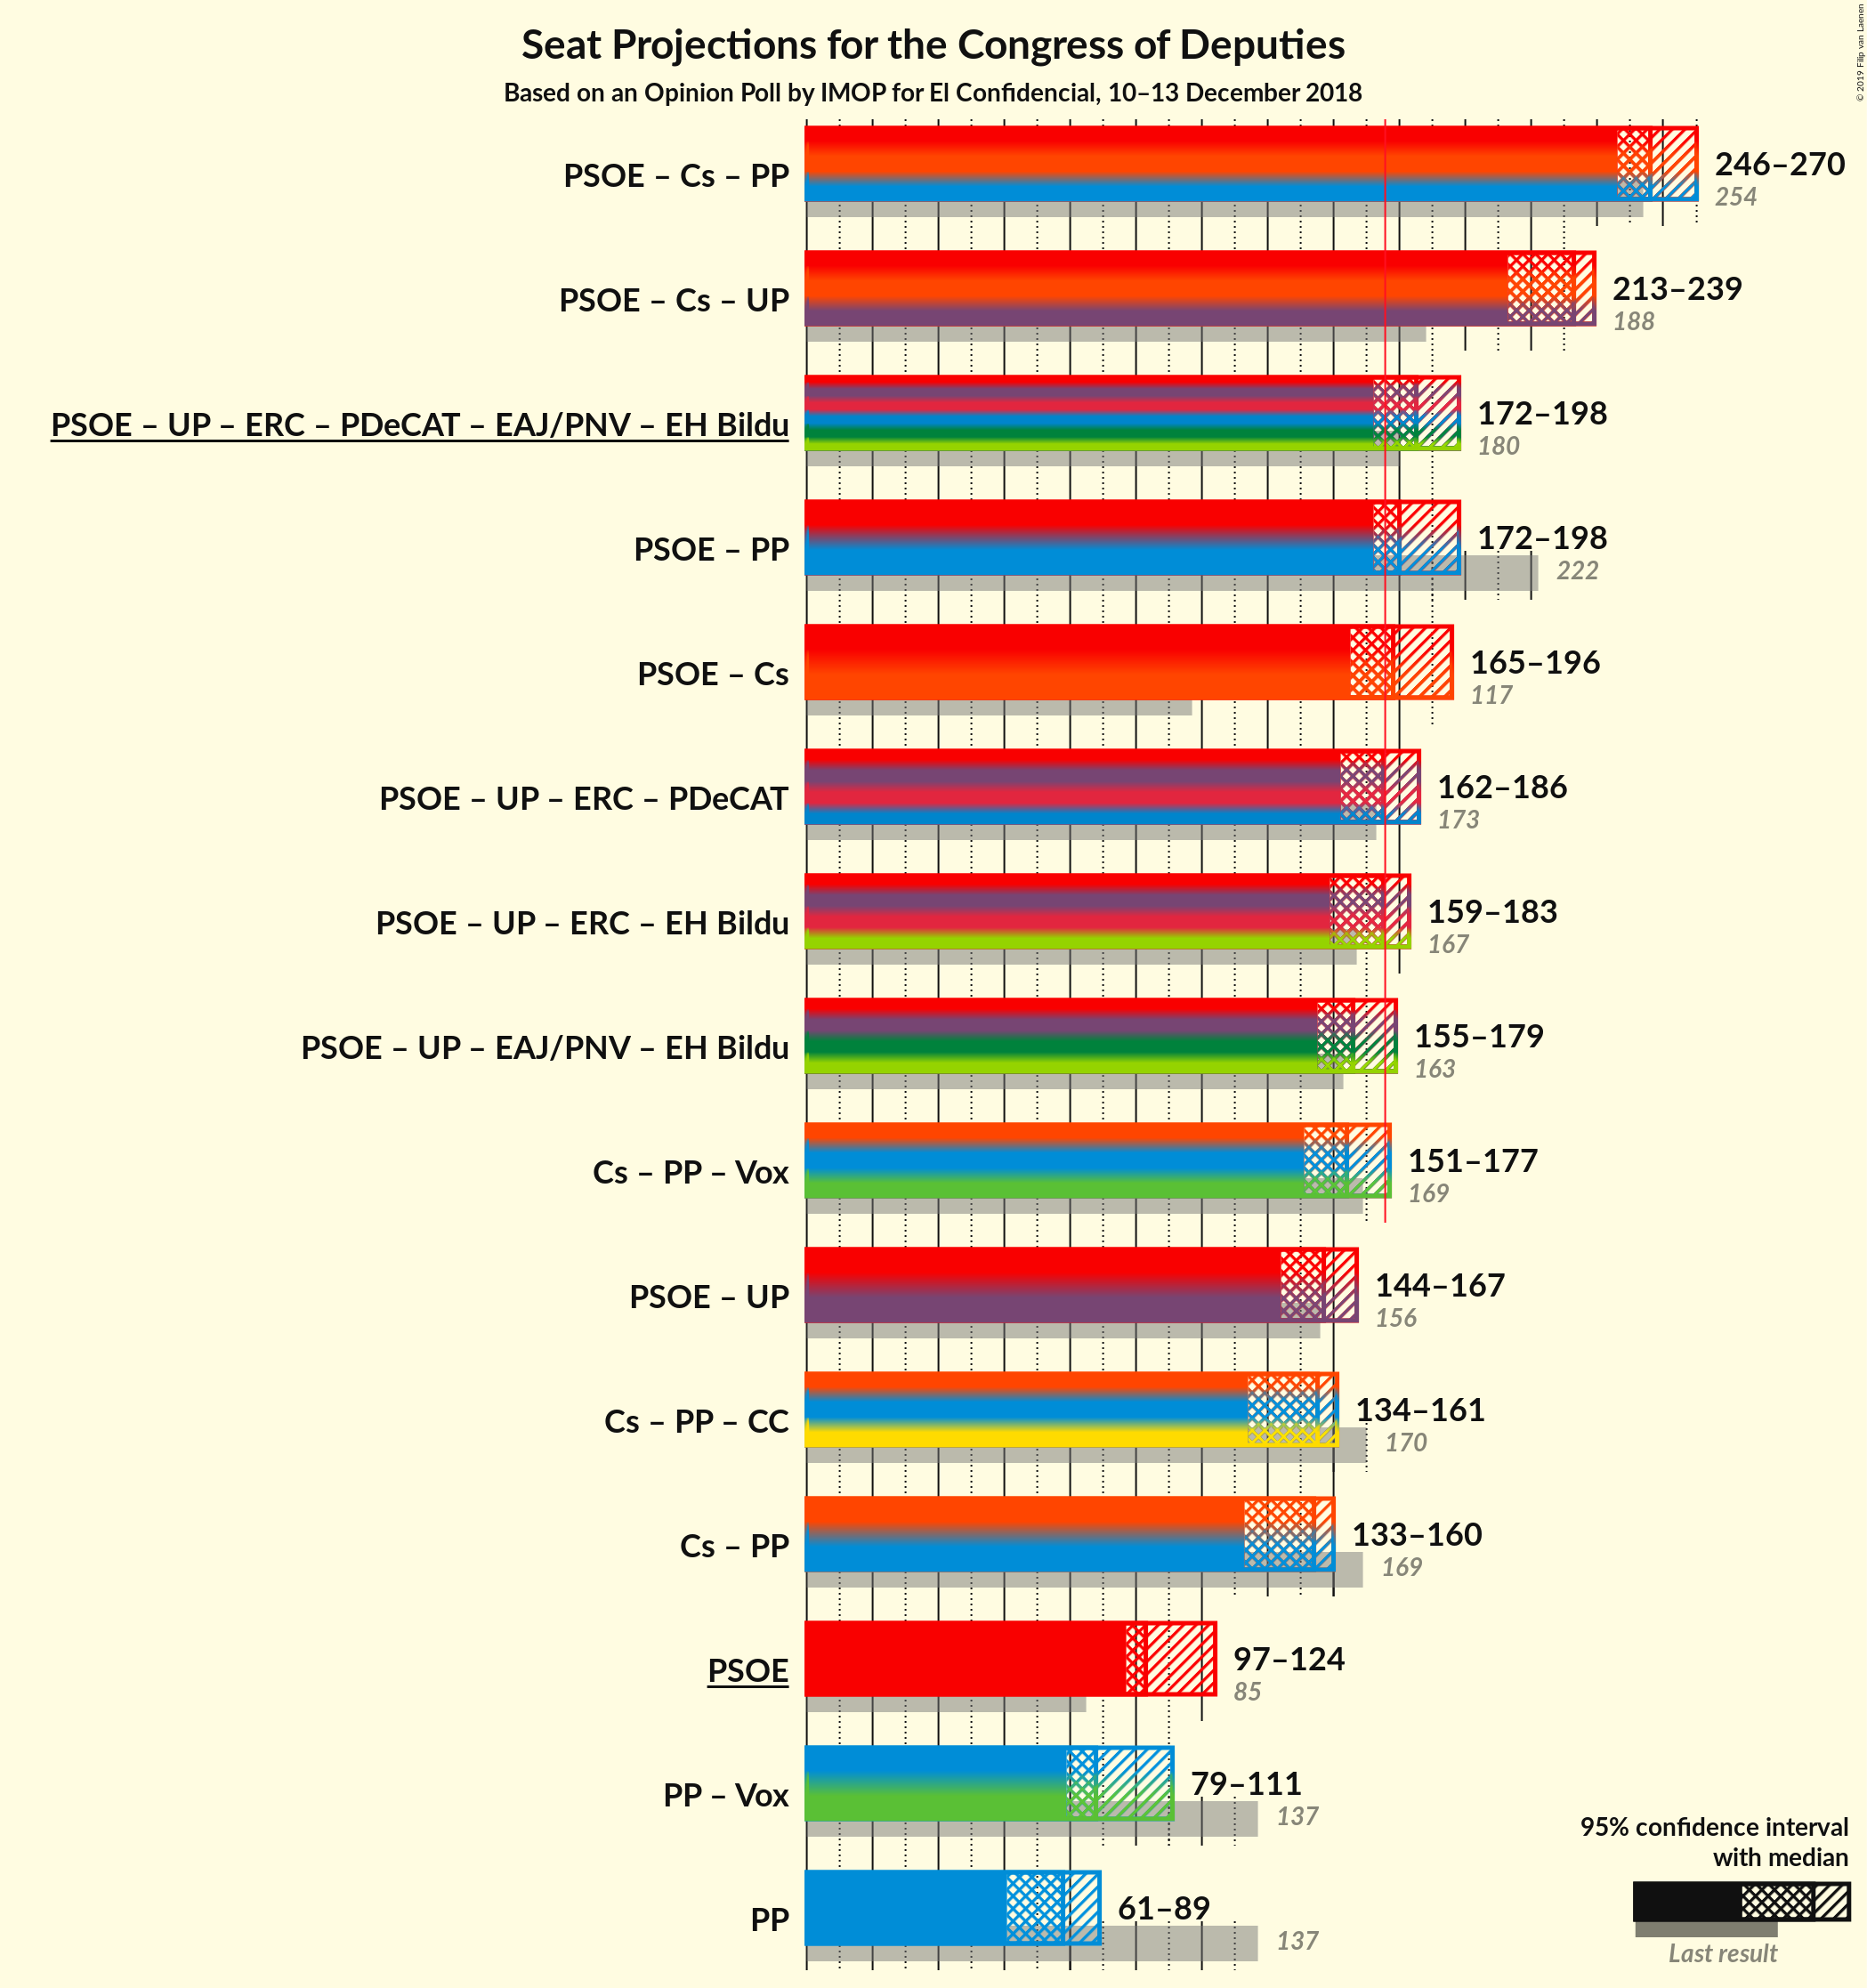 Seat Projections for the Congress of Deputies
Based on an Opinion Poll by IMOP for El Confidencial, 10–13 December 2018
© 2019 Filip van Laenen
PSOE – Cs – PP
246–270
254
PSOE – Cs – UP
213–239
188
PSOE – UP – ERC – PDeCAT – EAJ/PNV – EH Bildu
172–198
180
PSOE – PP
172–198
222
PSOE – Cs
165–196
117
PSOE – UP – ERC – PDeCAT
162–186
173
PSOE – UP – ERC – EH Bildu
159–183
167
PSOE – UP – EAJ/PNV – EH Bildu
155–179
163
Cs – PP – Vox
151–177
169
PSOE – UP
144–167
156
Cs – PP – CC
134–161
170
Cs – PP
133–160
169
PSOE
97–124
85
PP – Vox
79–111
137
PP
61–89
137
95% confidence interval
with median
Last result